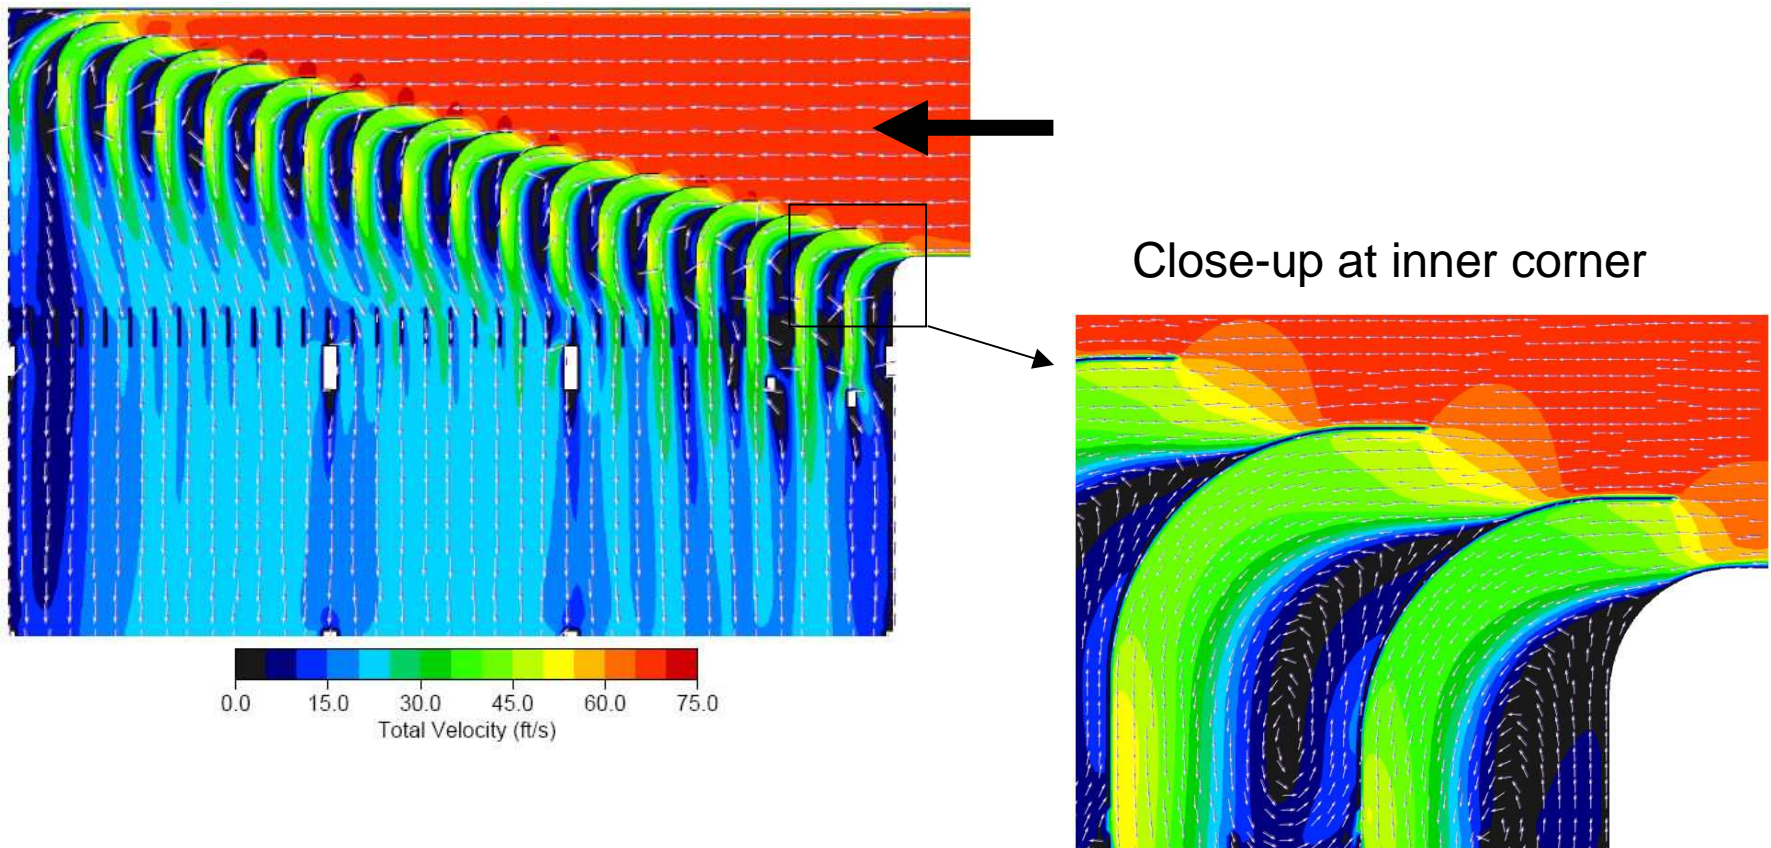 Close-up at inner corner
0.0 15.0 30.0 45.0 60.0 75.0
Total Velocity (ft/s)